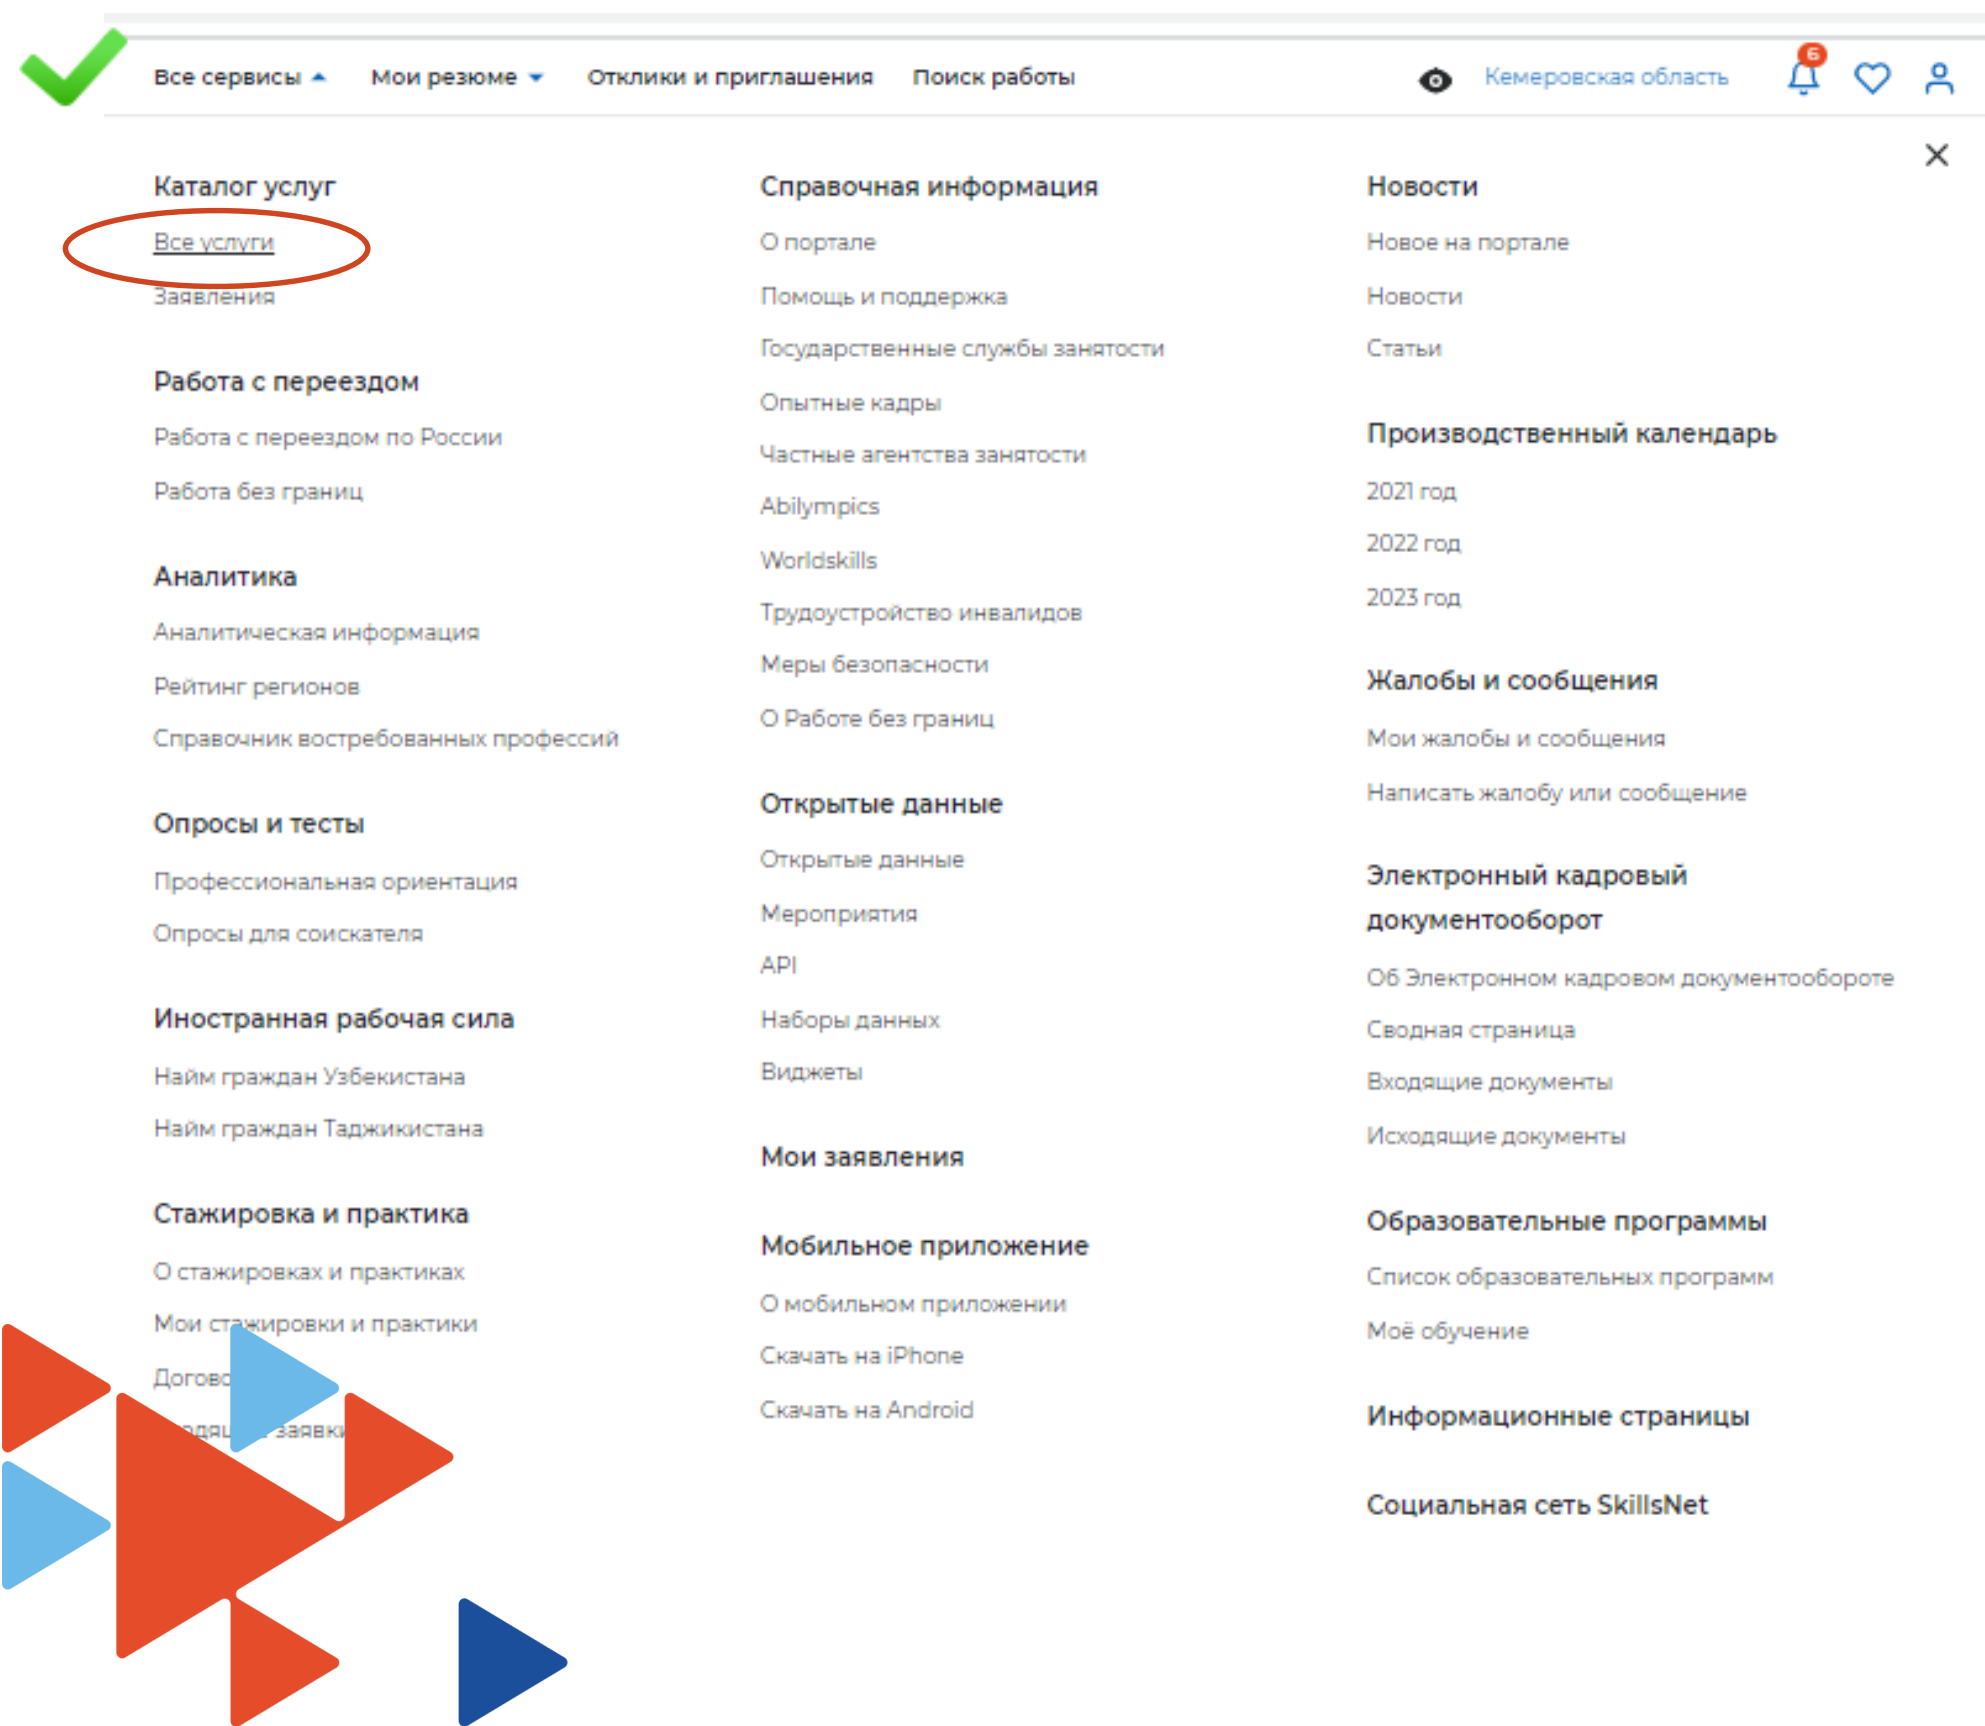 Все сервисы Мои резюме Отклики и приглашения Поиск работы Кемеровская область 6
Каталог услуг
Все услуги
Заявления
Работа с переездом
Работа с переездом по России
Работа без границ
Аналитика
Аналитическая информация
Рейтинг регионов
Справочник востребованных профессий
Опросы и тесты
Профессиональная ориентация
Опросы для соискателя
Иностранная рабочая сила
Найм граждан Узбекистана
Найм граждан Таджикистана
Стажировка и практика
О стажировках и практиках
Мои стажировки и практики
заявки
Справочная информация
О портале
Помощь и поддержка
Государственные службы занятости
Опытные кадры
Частные агентства занятости
Abilympics
Worldskills
Трудоустройство инвалидов
Меры безопасности
О Работе без границ
Открытые данные
Открытые данные
Мероприятия
API
Наборы данных
Виджеты
Мои заявления
Мобильное приложение
О мобильном приложении
Скачать на iPhone
Скачать на Android
Новости
Новое на портале
Новости
Статьи
Производственный календарь
2021 год
2022 год
2023 год
Жалобы и сообщения
Мои жалобы и сообщения
Написать жалобу или сообщение
Электронный кадровый
документооборот
Об Электронном кадровом документообороте
Сводная страница
Входящие документы
Исходящие документы
Образовательные программы
Список образовательных программ
Моё обучение
Информационные страницы
Социальная сеть SkillsNet